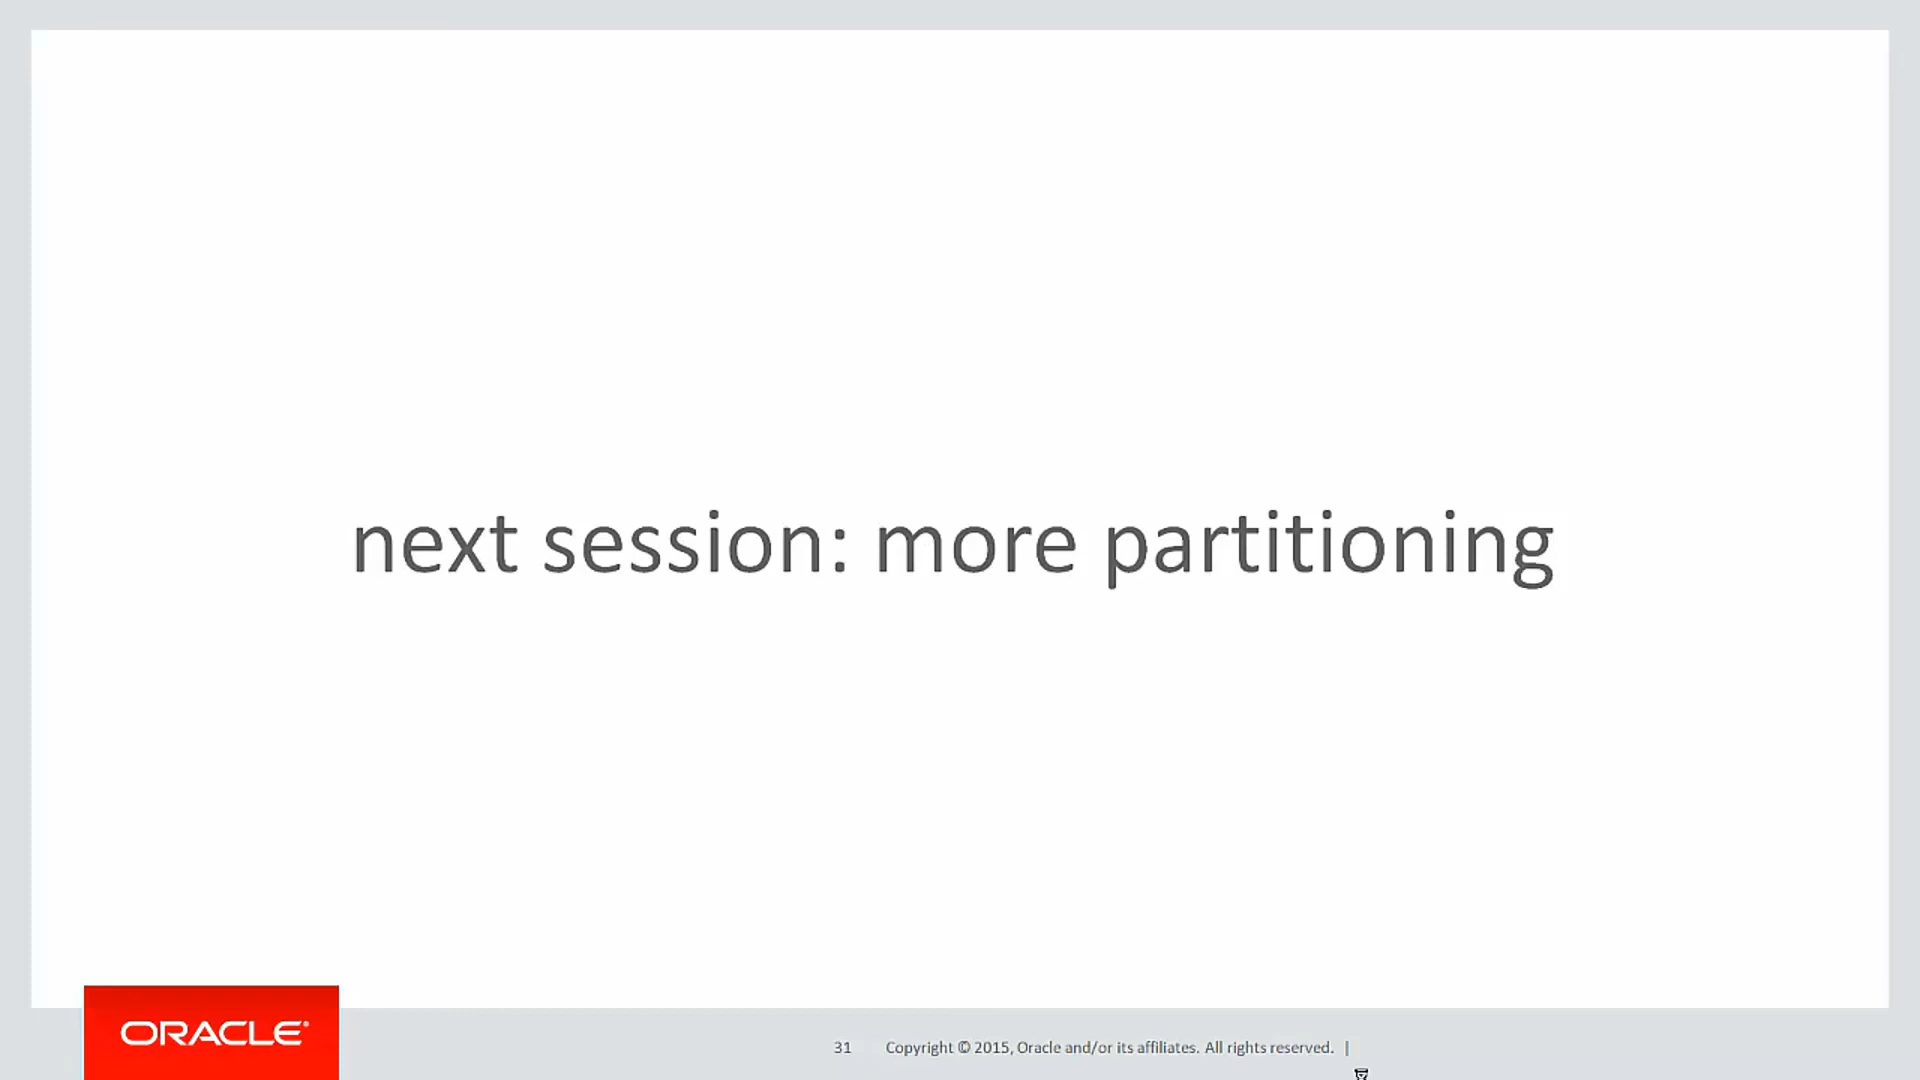 next session: more partitioning
ORACLE®
31 Copyright © 2015, Oracle and/or its affiliates. All rights reserved. |